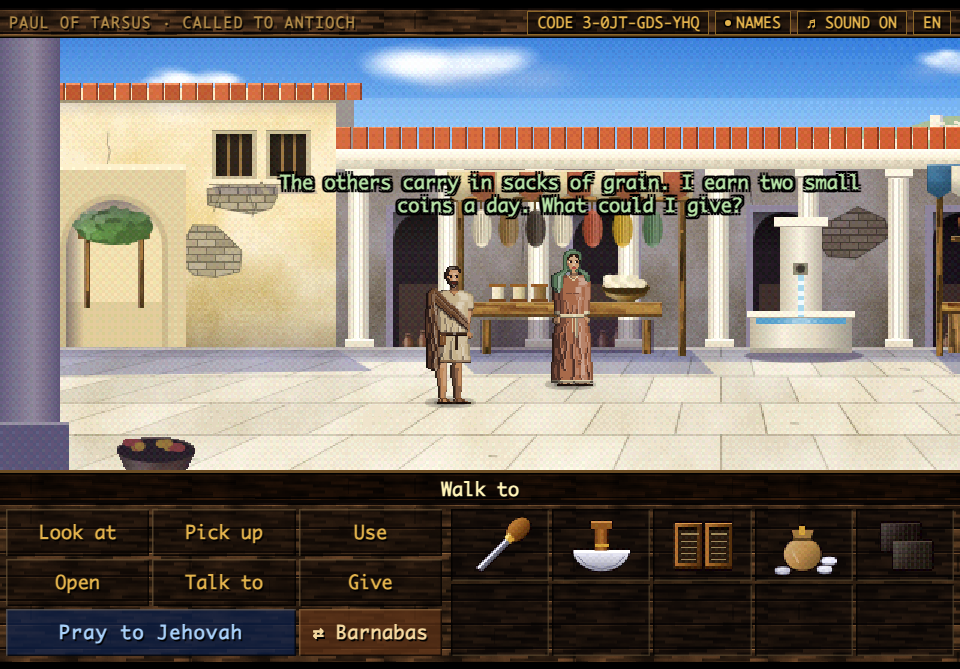 PAUL OF TARSUS · CALLED TO ANTIOCH
CODE 3-0JT-GDS-YHQ
• NAMES
♬ SOUND ON
EN
The others carry in sacks of grain. I earn two small
coins a day. What could I give?
Walk to
Look at
Pick up
Use
Open
Talk to
Give
Pray to Jehovah
⇄ Barnabas